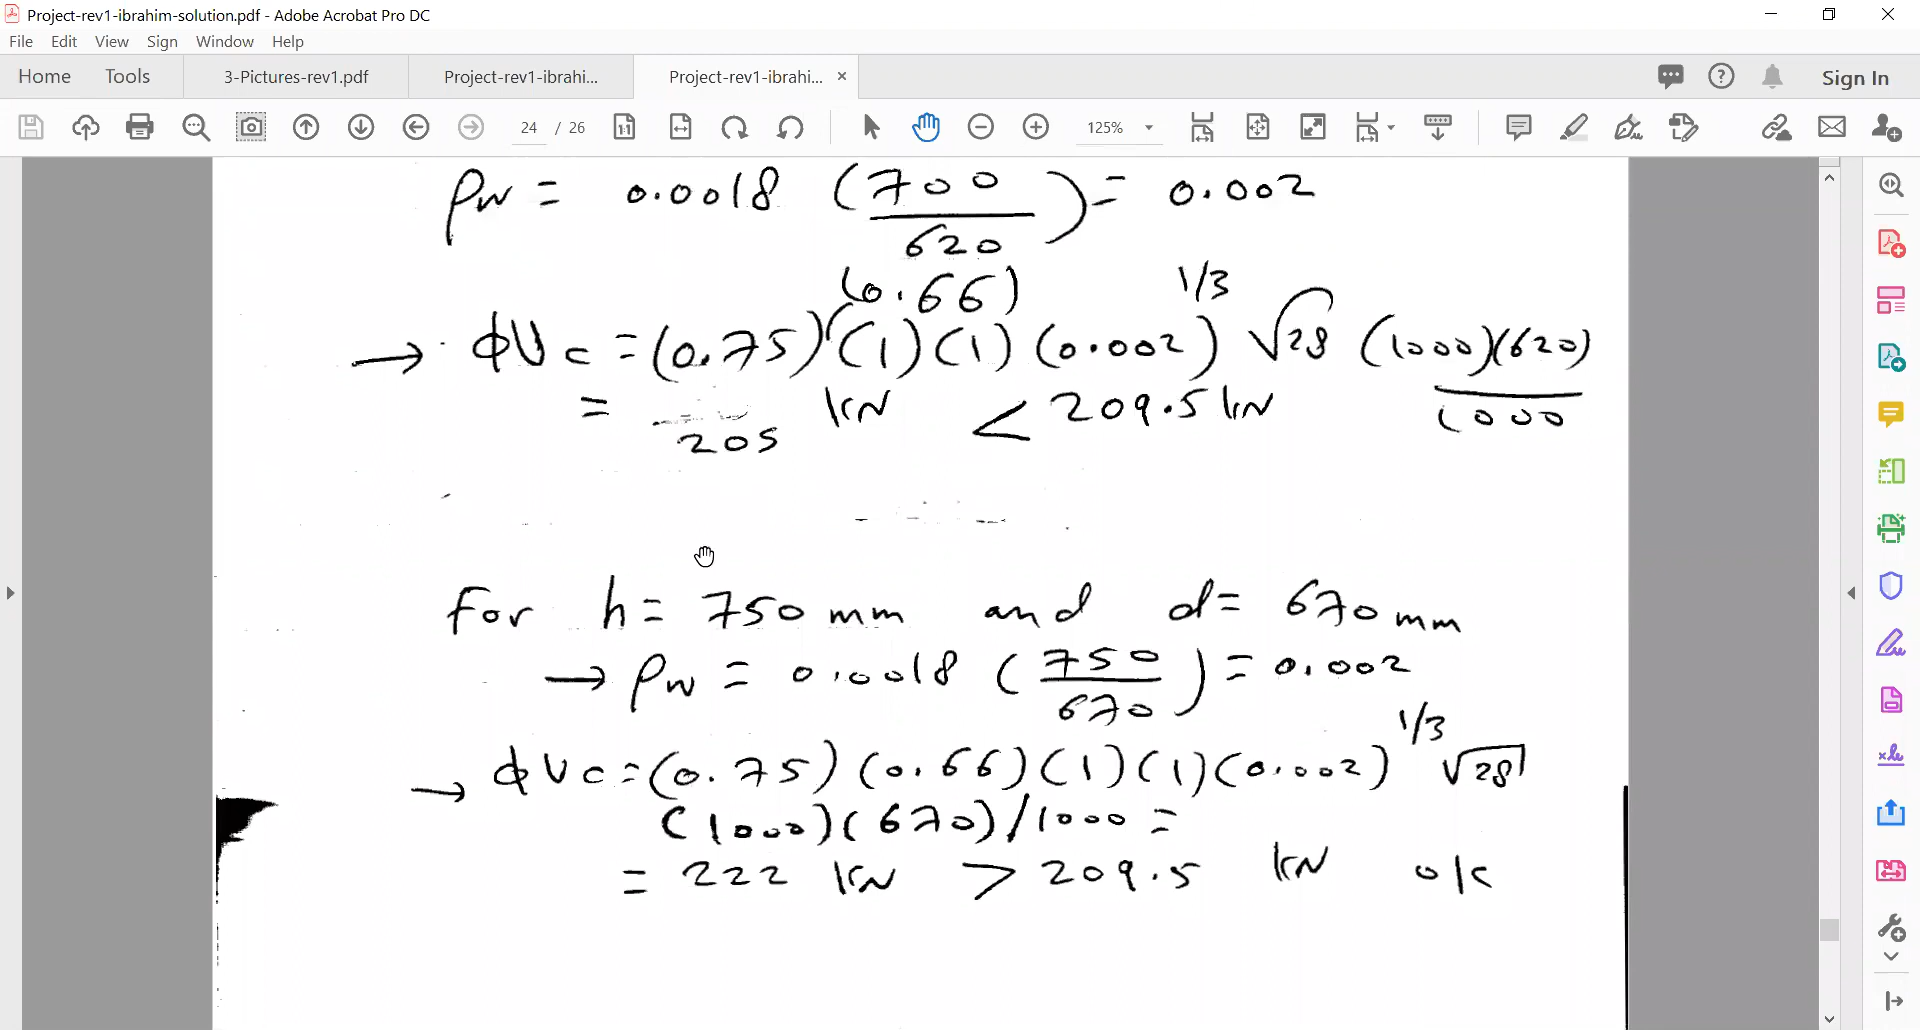 Project-rev1-ibrahim-solution.pdf - Adobe Acrobat Pro DC
File Edit View Sign Window Help
Home Tools 3-Pictures-rev1.pdf Project-rev1-ibrahi... Project-rev1-ibrahi... × Sign In
24 / 26 125%
ρw = 0.0018 (700/620) = 0.002
(0.66)
→ ϕVc = (0.75)(1)(1)(0.002)^1/3 √28 (1000)(620)/1000
= 205 kN < 209.5 kN
For h = 750 mm and d = 670 mm
→ ρw = 0.0018 (750/670) = 0.002
→ ϕVc = (0.75)(0.66)(1)(1)(0.002)^1/3 √28
(1000)(670)/1000 =
= 222 kN > 209.5 kN ok